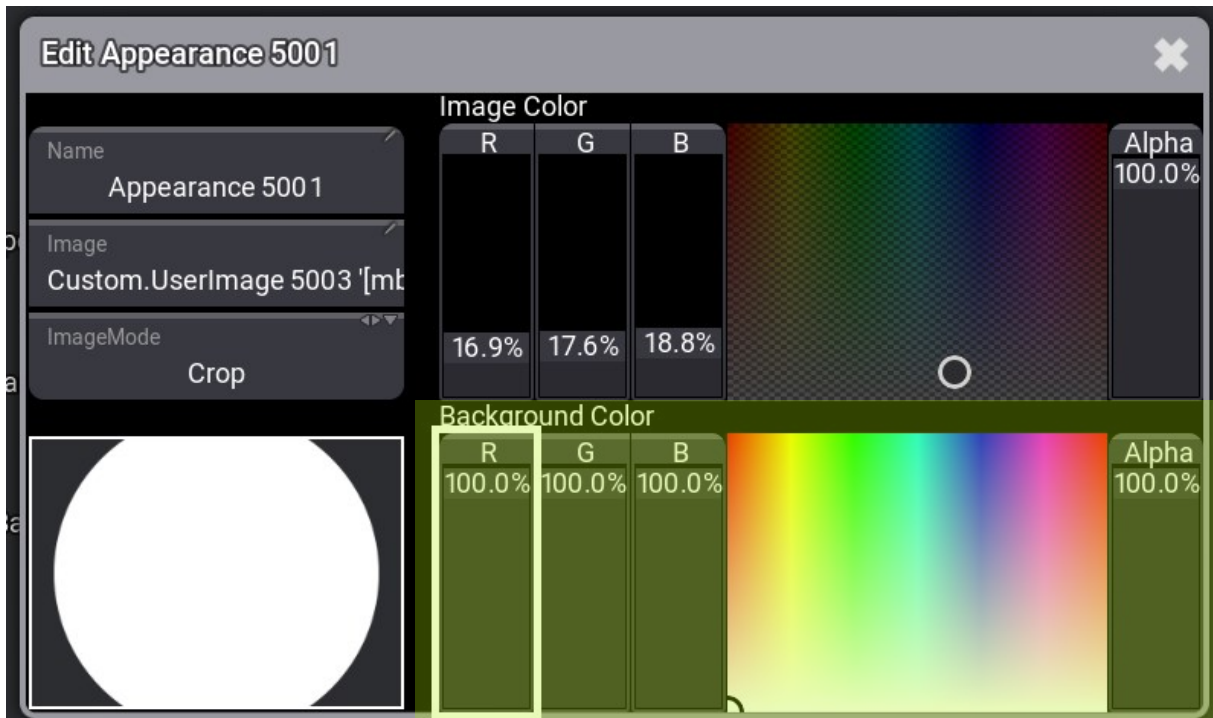 Edit Appearance 5001
Name
Appearance 5001
Image
Custom.UserImage 5003 '[mb
ImageMode
Crop
Image Color
R G B Alpha
100.0%
16.9% 17.6% 18.8%
Background Color
R G B Alpha
100.0% 100.0% 100.0% 100.0%